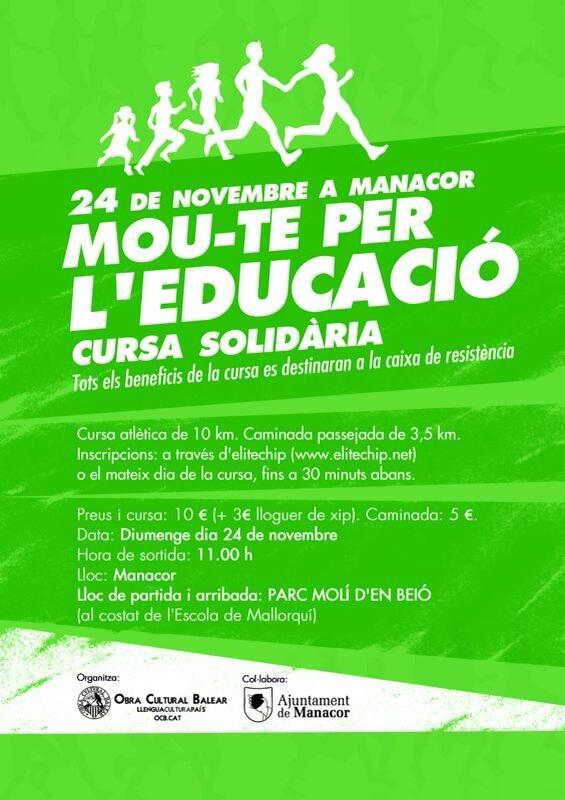 24 DE NOVEMBRE A MANACOR
MOU-TE PER
L'EDUCACIÓ
CURSA SOLIDÀRIA
Tots els beneficis de la cursa es destinaran a la caixa de resistència
Cursa atlètica de 10 km. Caminada passejada de 3,5 km.
Inscripcions: a través d'elitechip (www.elitechip.net)
o el mateix dia de la cursa, fins a 30 minuts abans.
Preus i cursa: 10 € (+ 3€ lloguer de xip). Caminada: 5 €.
Data: Diumenge dia 24 de novembre
Hora de sortida: 11.00 h
Lloc: Manacor
Lloc de partida i arribada: PARC MOLÍ D'EN BEIÓ
(al costat de l'Escola de Mallorquí)
Organitza:
OBRA CULTURAL BALEAR
LLENGUACULTURAPAÍS
OCB.CAT
Col·labora:
Ajuntament
de Manacor